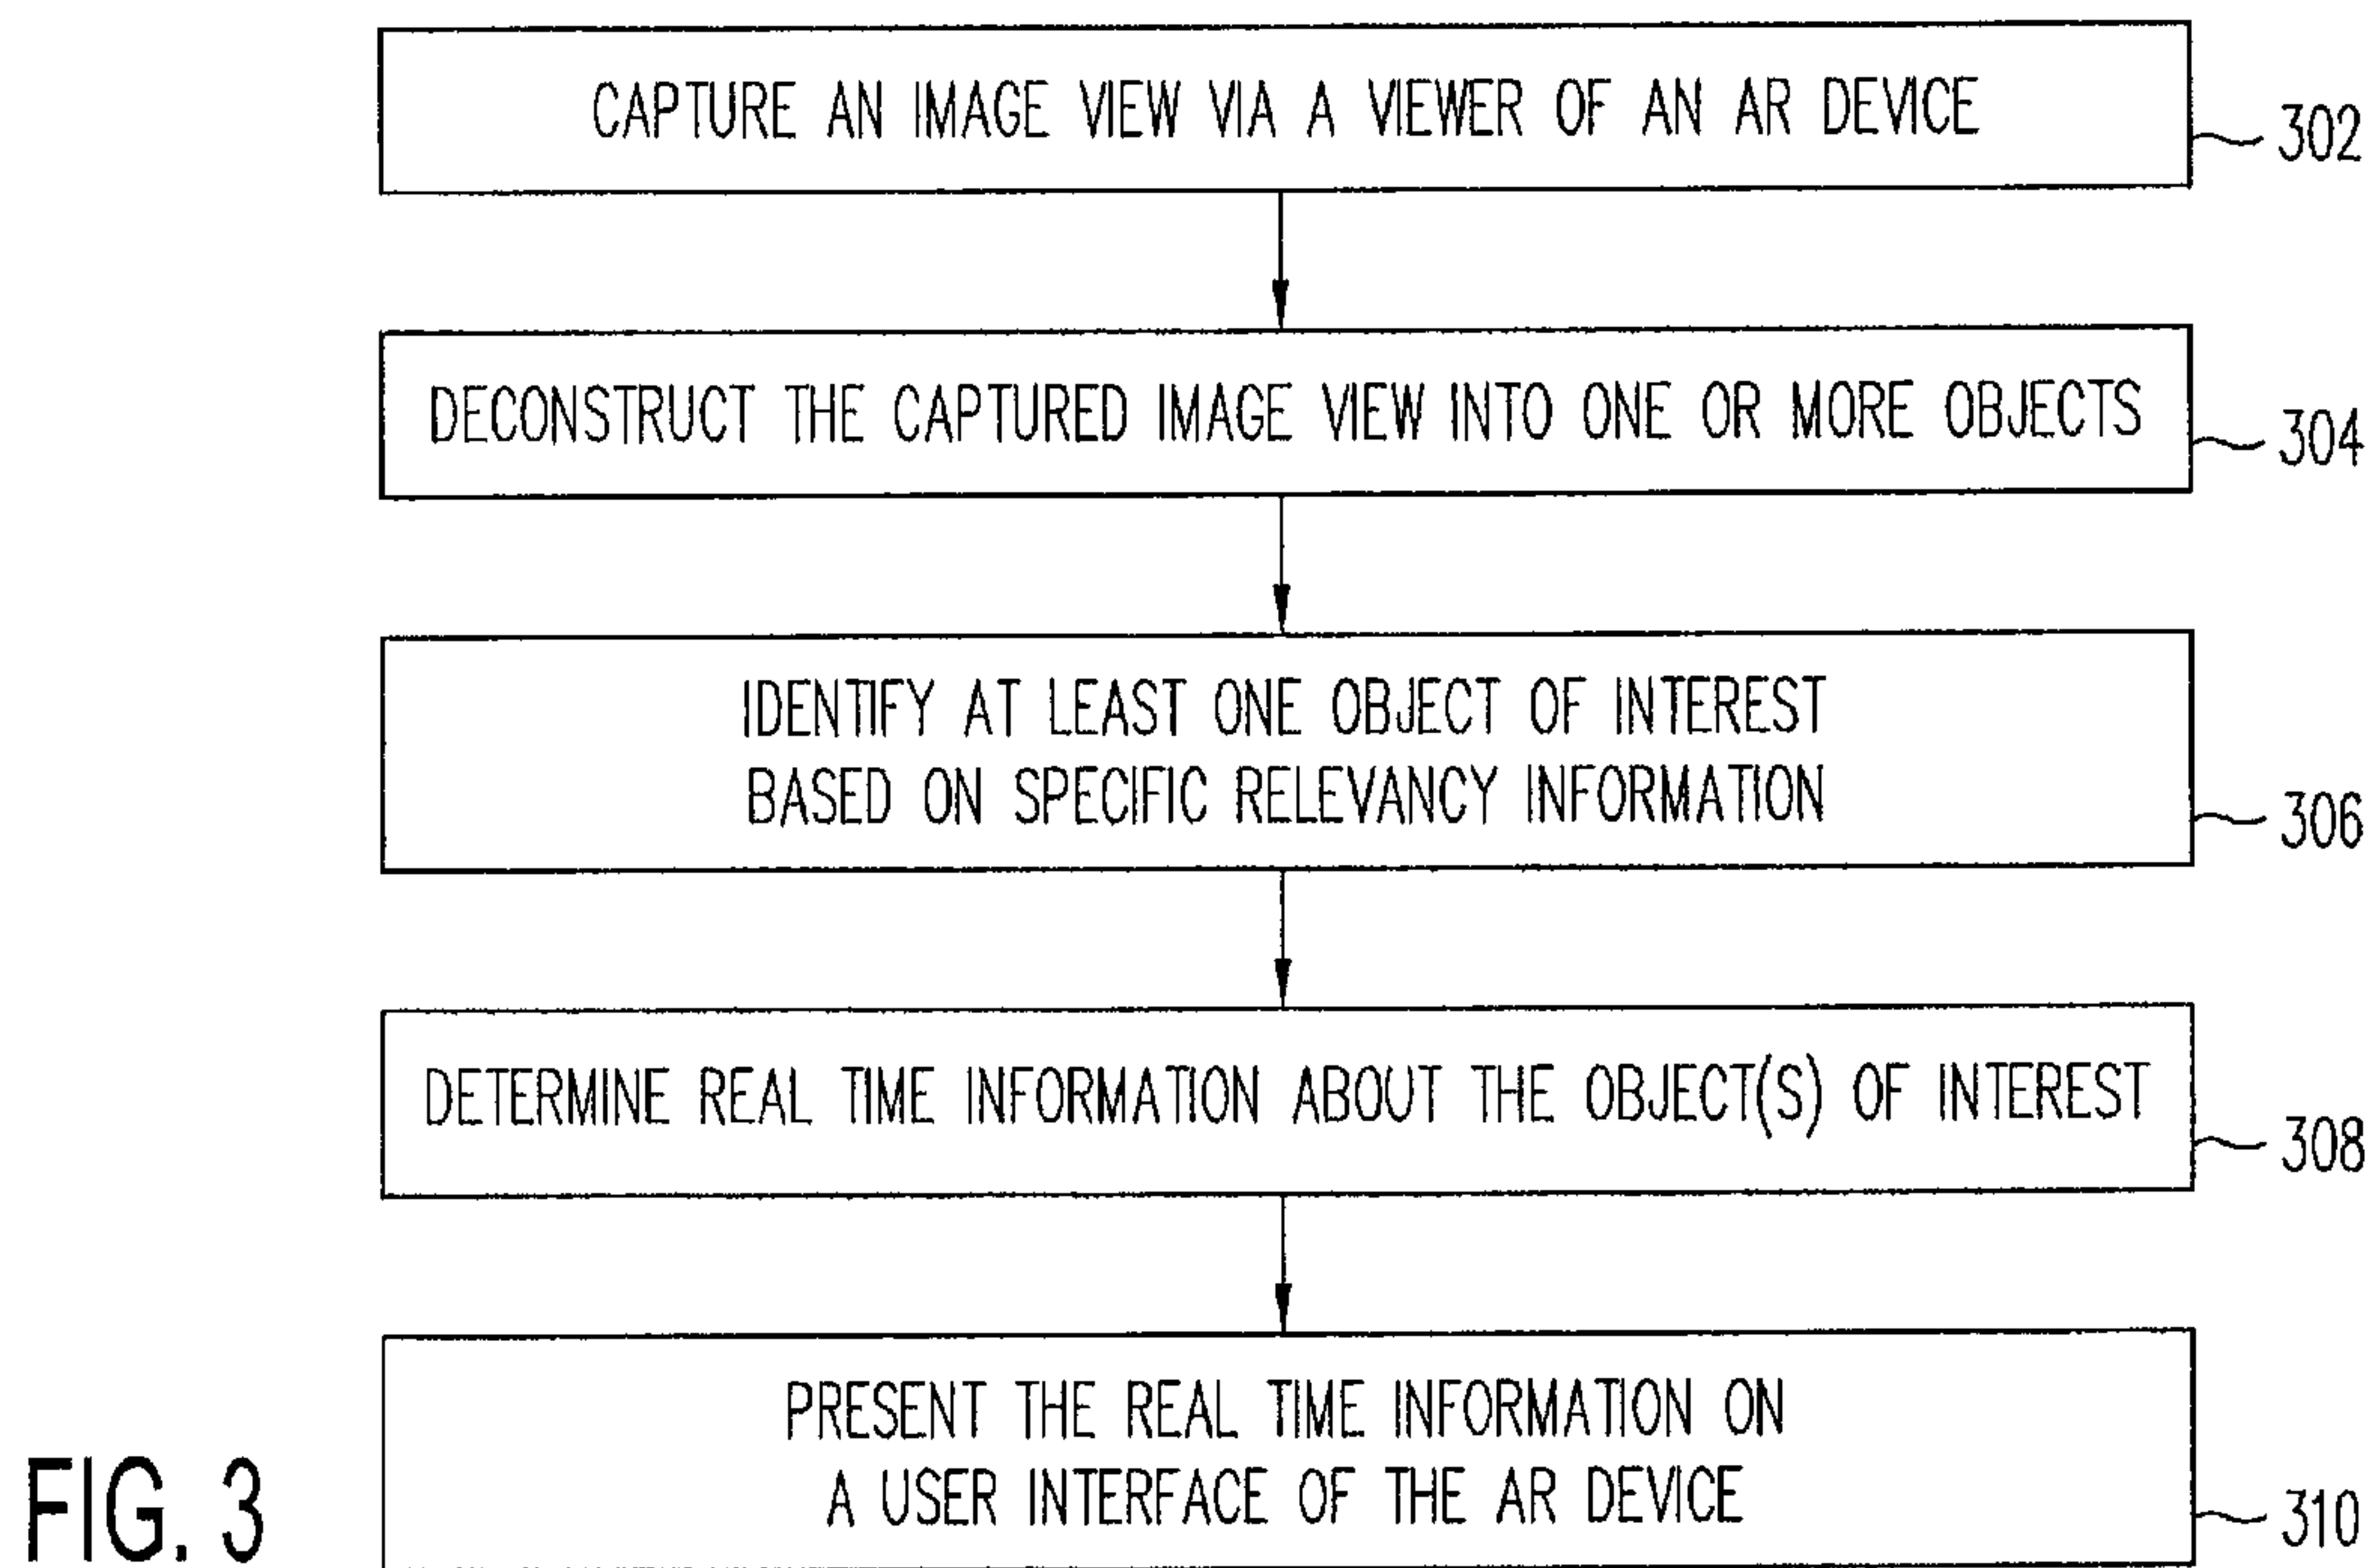 CAPTURE AN IMAGE VIEW VIA A VIEWER OF AN AR DEVICE
302
DECONSTRUCT THE CAPTURED IMAGE VIEW INTO ONE OR MORE OBJECTS
304
IDENTIFY AT LEAST ONE OBJECT OF INTEREST
BASED ON SPECIFIC RELEVANCY INFORMATION
306
DETERMINE REAL TIME INFORMATION ABOUT THE OBJECT(S) OF INTEREST
308
PRESENT THE REAL TIME INFORMATION ON
A USER INTERFACE OF THE AR DEVICE
310
FIG. 3